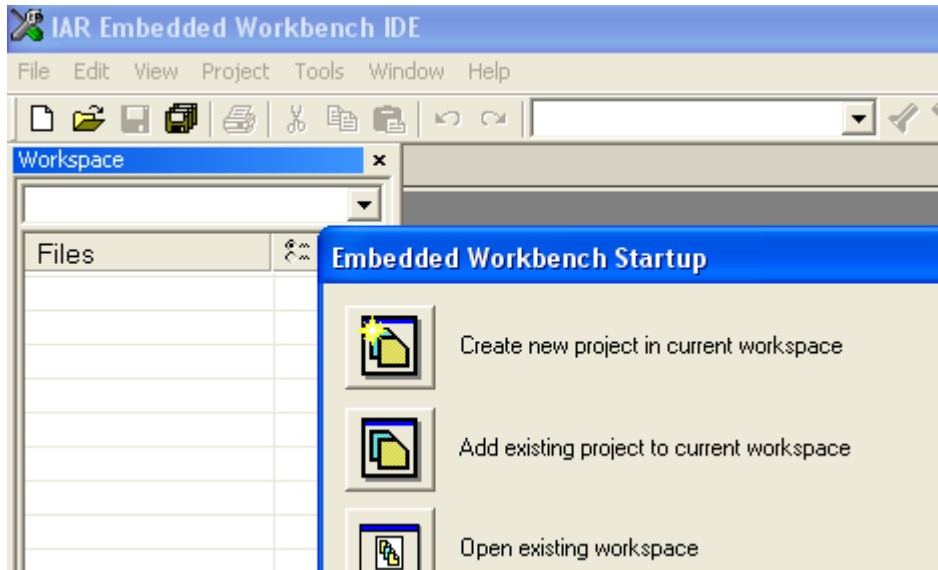 IAR Embedded Workbench IDE
File Edit View Project Tools Window Help
Workspace
Files
Embedded Workbench Startup
Create new project in current workspace
Add existing project to current workspace
Open existing workspace